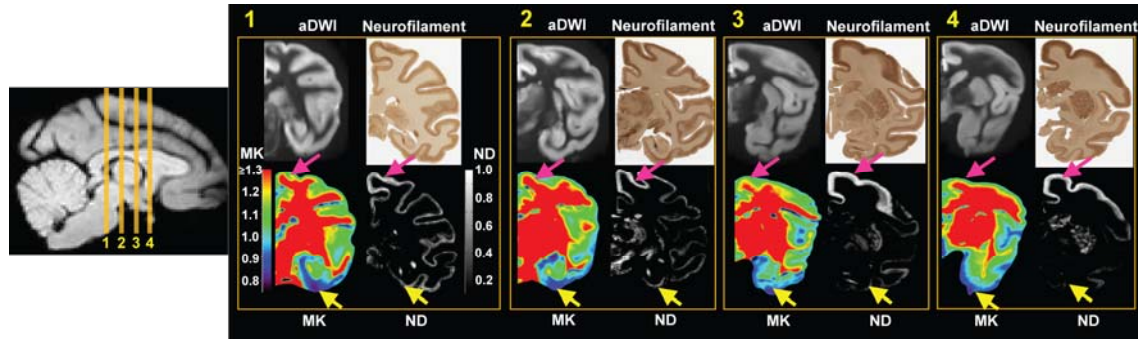 1 2 3 4
1
aDWI Neurofilament
MK
≥1.3
1.2
1.1
1.0
0.9
0.8
ND
1.0
0.8
0.6
0.4
0.2
MK ND
2
aDWI Neurofilament
MK ND
3
aDWI Neurofilament
MK ND
4
aDWI Neurofilament
MK ND